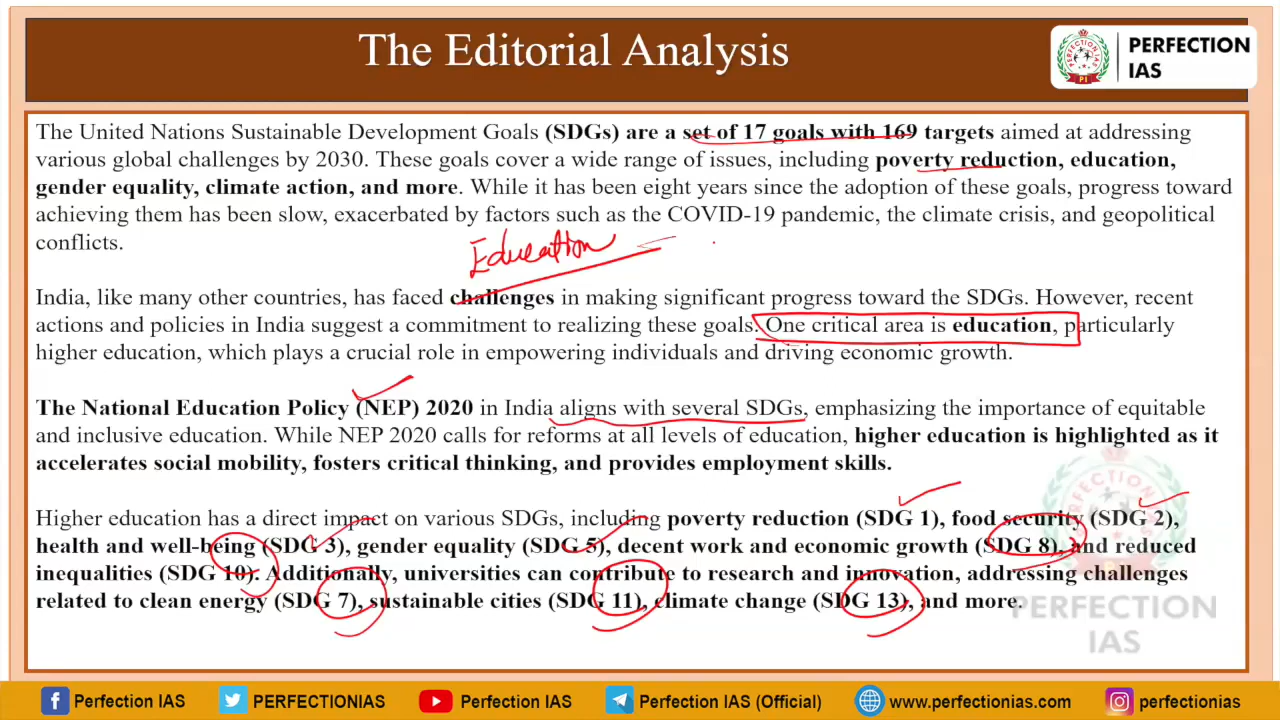 The Editorial Analysis
PERFECTION
IAS
The United Nations Sustainable Development Goals (SDGs) are a set of 17 goals with 169 targets aimed at addressing
various global challenges by 2030. These goals cover a wide range of issues, including poverty reduction, education,
gender equality, climate action, and more. While it has been eight years since the adoption of these goals, progress toward
achieving them has been slow, exacerbated by factors such as the COVID-19 pandemic, the climate crisis, and geopolitical
conflicts.
Education
India, like many other countries, has faced challenges in making significant progress toward the SDGs. However, recent
actions and policies in India suggest a commitment to realizing these goals. One critical area is education, particularly
higher education, which plays a crucial role in empowering individuals and driving economic growth.
The National Education Policy (NEP) 2020 in India aligns with several SDGs, emphasizing the importance of equitable
and inclusive education. While NEP 2020 calls for reforms at all levels of education, higher education is highlighted as it
accelerates social mobility, fosters critical thinking, and provides employment skills.
Higher education has a direct impact on various SDGs, including poverty reduction (SDG 1), food security (SDG 2),
health and well-being (SDG 3), gender equality (SDG 5), decent work and economic growth (SDG 8), and reduced
inequalities (SDG 10). Additionally, universities can contribute to research and innovation, addressing challenges
related to clean energy (SDG 7), sustainable cities (SDG 11), climate change (SDG 13), and more.
PERFECTION
IAS
Perfection IAS PERFECTIONIAS Perfection IAS Perfection IAS (Official) www.perfectionias.com perfectionias